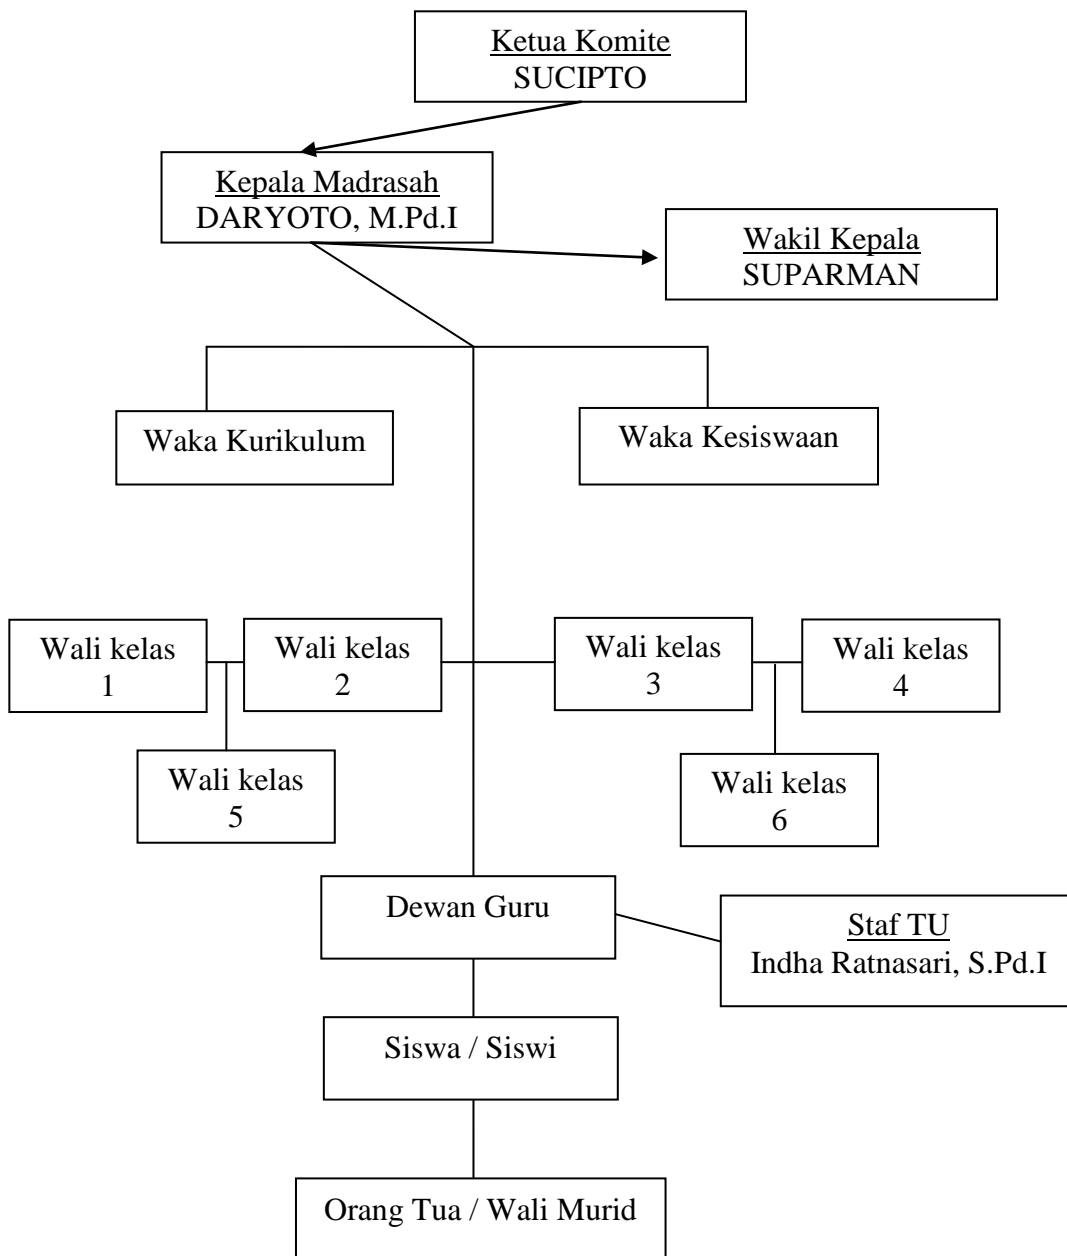 Ketua Komite
SUCIPTO
Kepala Madrasah
DARYOTO, M.Pd.I
Wakil Kepala
SUPARMAN
Waka Kurikulum
Waka Kesiswaan
Wali kelas
1
Wali kelas
2
Wali kelas
3
Wali kelas
4
Wali kelas
5
Wali kelas
6
Dewan Guru
Staf TU
Indha Ratnasari, S.Pd.I
Siswa / Siswi
Orang Tua / Wali Murid